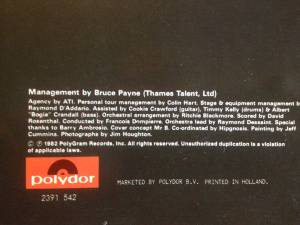 Management by Bruce Payne (Thames Talent, Ltd)
Agency by ATI. Personal tour management by Colin Hart. Stage & equipment management b
Raymond D'Addario. Assisted by Cookie Crawford (guitar), Timmy Kelly (drums) & Albert
"Bogie" Crandall (bass). Orchestral arrangement by Ritchie Blackmore. Scored by David
Rosenthal. Conducted by Francois Dompierre. Orchestra lead by Raymond Dessaint. Special
thanks to Barry Ambrosio. Cover concept Mr B. Co-ordinated by Hipgnosis. Painting by Jeff
Cummins. Photographs by Jim Houghton.
© ℗ 1982 PolyGram Records, Inc. All rights reserved. Unauthorized duplication is a violation
of applicable laws.
polydor
MARKETED BY POLYDOR B.V. PRINTED IN HOLLAND.
2391 542